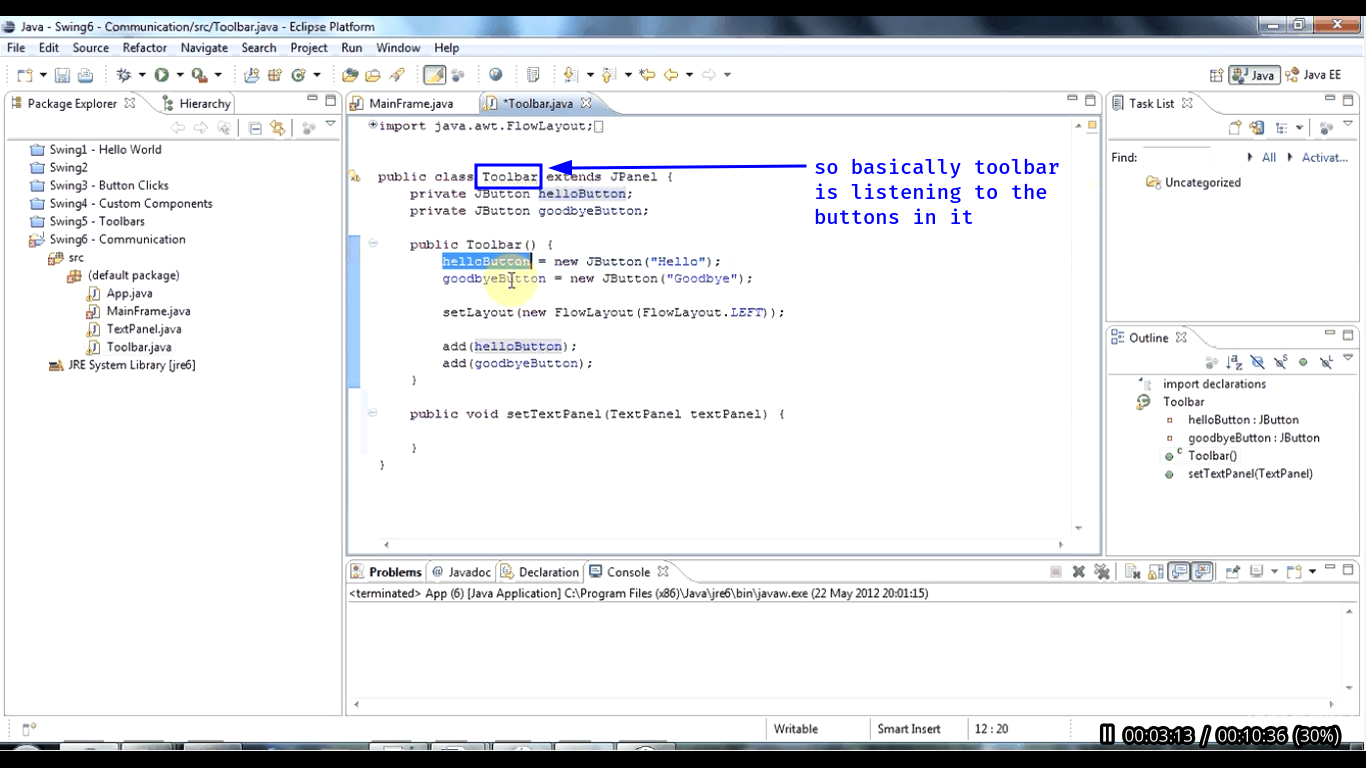 Java - Swing6 - Communication/src/Toolbar.java - Eclipse Platform
File Edit Source Refactor Navigate Search Project Run Window Help
Java Java EE
Package Explorer Hierarchy
Swing1 - Hello World
Swing2
Swing3 - Button Clicks
Swing4 - Custom Components
Swing5 - Toolbars
Swing6 - Communication
src
(default package)
App.java
MainFrame.java
TextPanel.java
Toolbar.java
JRE System Library [jre6]
MainFrame.java *Toolbar.java
import java.awt.FlowLayout;
public class Toolbar extends JPanel {
private JButton helloButton;
private JButton goodbyeButton;
public Toolbar() {
helloButton = new JButton("Hello");
goodbyeButton = new JButton("Goodbye");
setLayout(new FlowLayout(FlowLayout.LEFT));
add(helloButton);
add(goodbyeButton);
}
public void setTextPanel(TextPanel textPanel) {
}
}
so basically toolbar
is listening to the
buttons in it
Task List
Find: All Activat...
Uncategorized
Outline
import declarations
Toolbar
helloButton : JButton
goodbyeButton : JButton
C Toolbar()
setTextPanel(TextPanel)
Problems @ Javadoc Declaration Console
<terminated> App (6) [Java Application] C:\Program Files (x86)\Java\jre6\bin\javaw.exe (22 May 2012 20:01:15)
Writable Smart Insert 12 : 20
00:03:13 / 00:10:36 (30%)